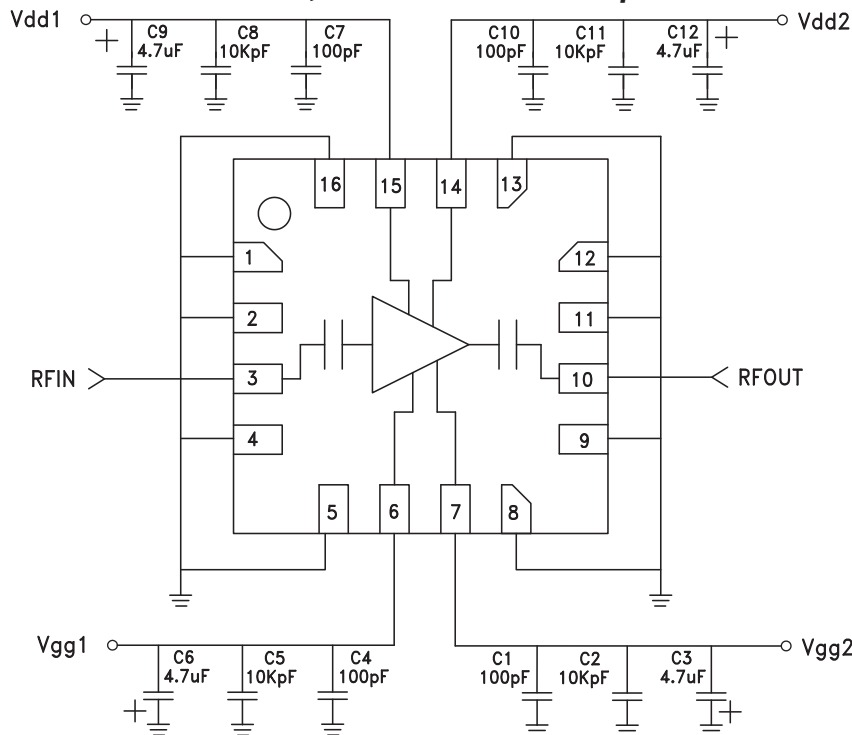 Vdd1
C9
4.7uF
C8
10KpF
C7
100pF
C10
100pF
C11
10KpF
C12
4.7uF
Vdd2
+
+
16
15
14
13
1
12
2
11
RFIN
3
10
RFOUT
4
9
5
6
7
8
Vgg1
C6
4.7uF
C5
10KpF
C4
100pF
C1
100pF
C2
10KpF
C3
4.7uF
Vgg2
+
+